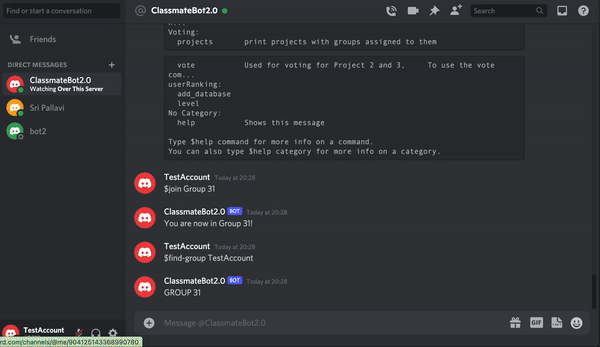 Find or start a conversation
@ ClassmateBot2.0
Search
Friends
DIRECT MESSAGES +
ClassmateBot2.0
Watching Over This Server
Sri Pallavi
bot2
Voting:
projects print projects with groups assigned to them
vote Used for voting for Project 2 and 3, To use the vote
com...
userRanking:
add_database
level
No Category:
help Shows this message
Type $help command for more info on a command.
You can also type $help category for more info on a category.
TestAccount Today at 20:28
$join Group 31
ClassmateBot2.0 BOT Today at 20:28
You are now in Group 31!
TestAccount Today at 20:28
$find-group TestAccount
ClassmateBot2.0 BOT Today at 20:28
GROUP 31
Message @ClassmateBot2.0
GIF
TestAccount
rd.com/channels/@me/904125143368990780